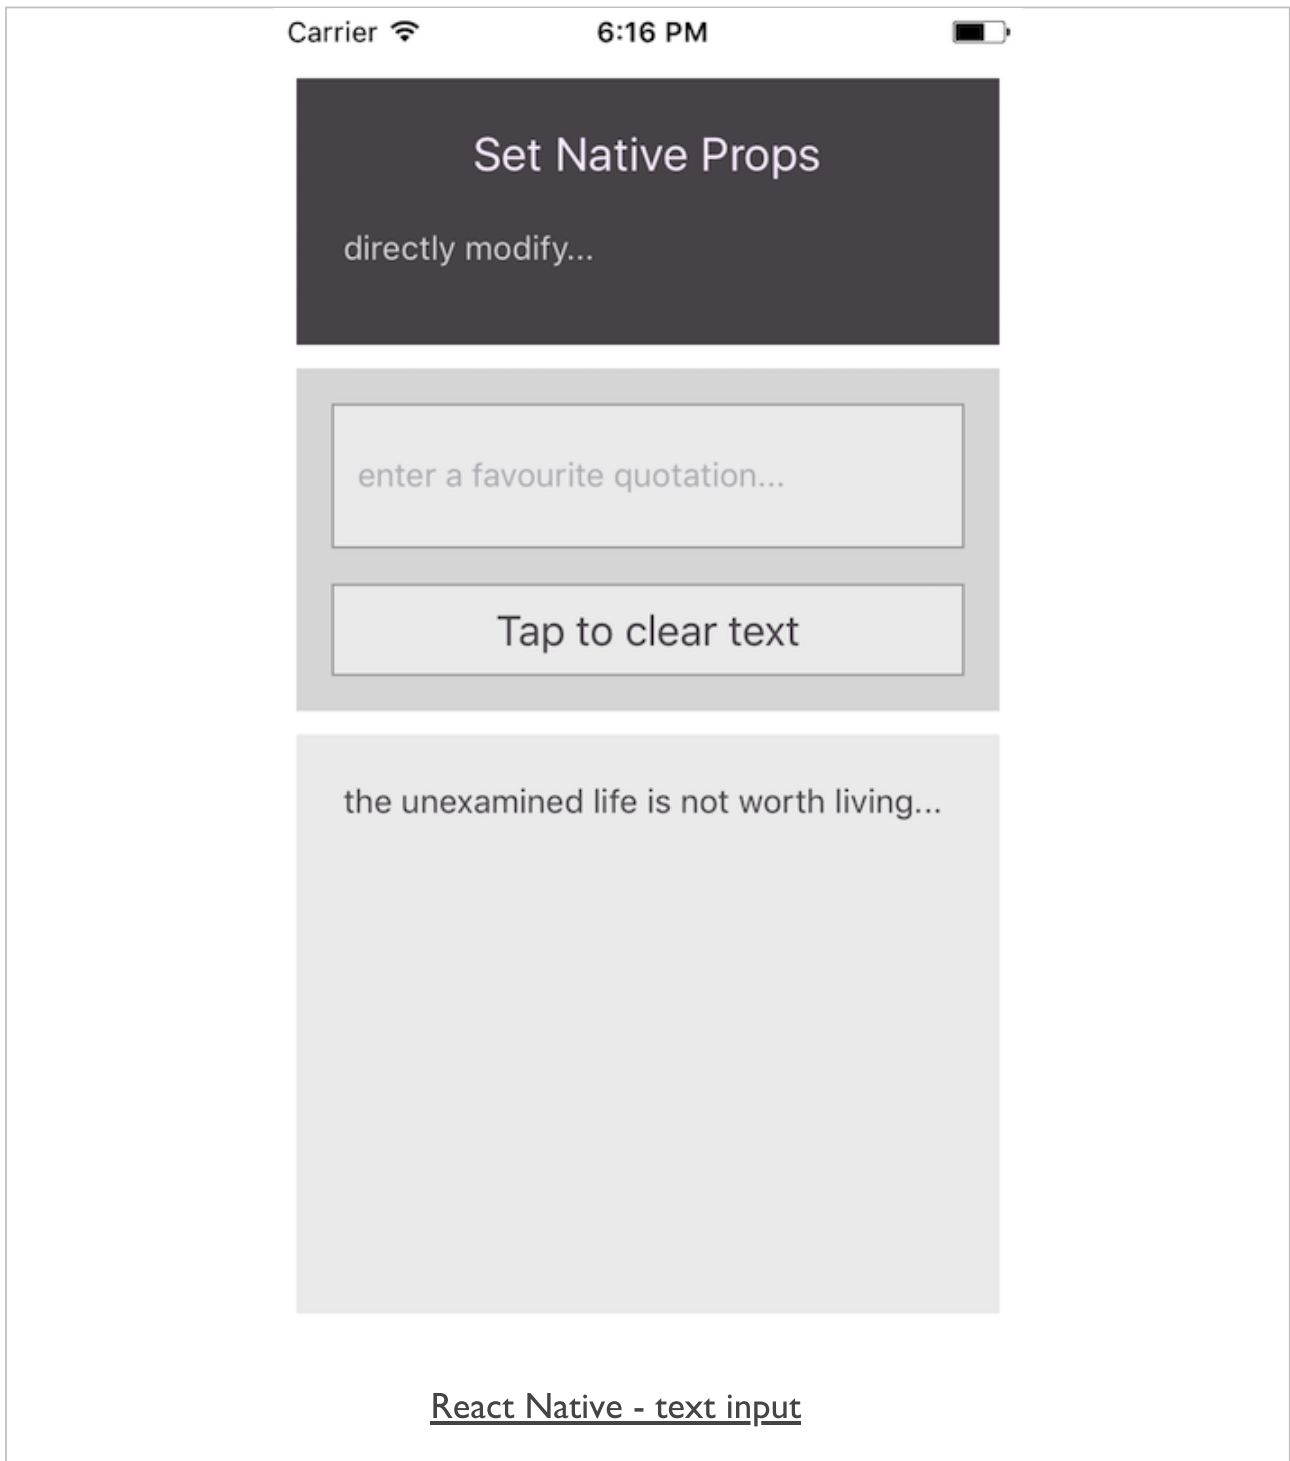 Carrier 6:16 PM
Set Native Props
directly modify...
enter a favourite quotation...
Tap to clear text
the unexamined life is not worth living...
React Native - text input